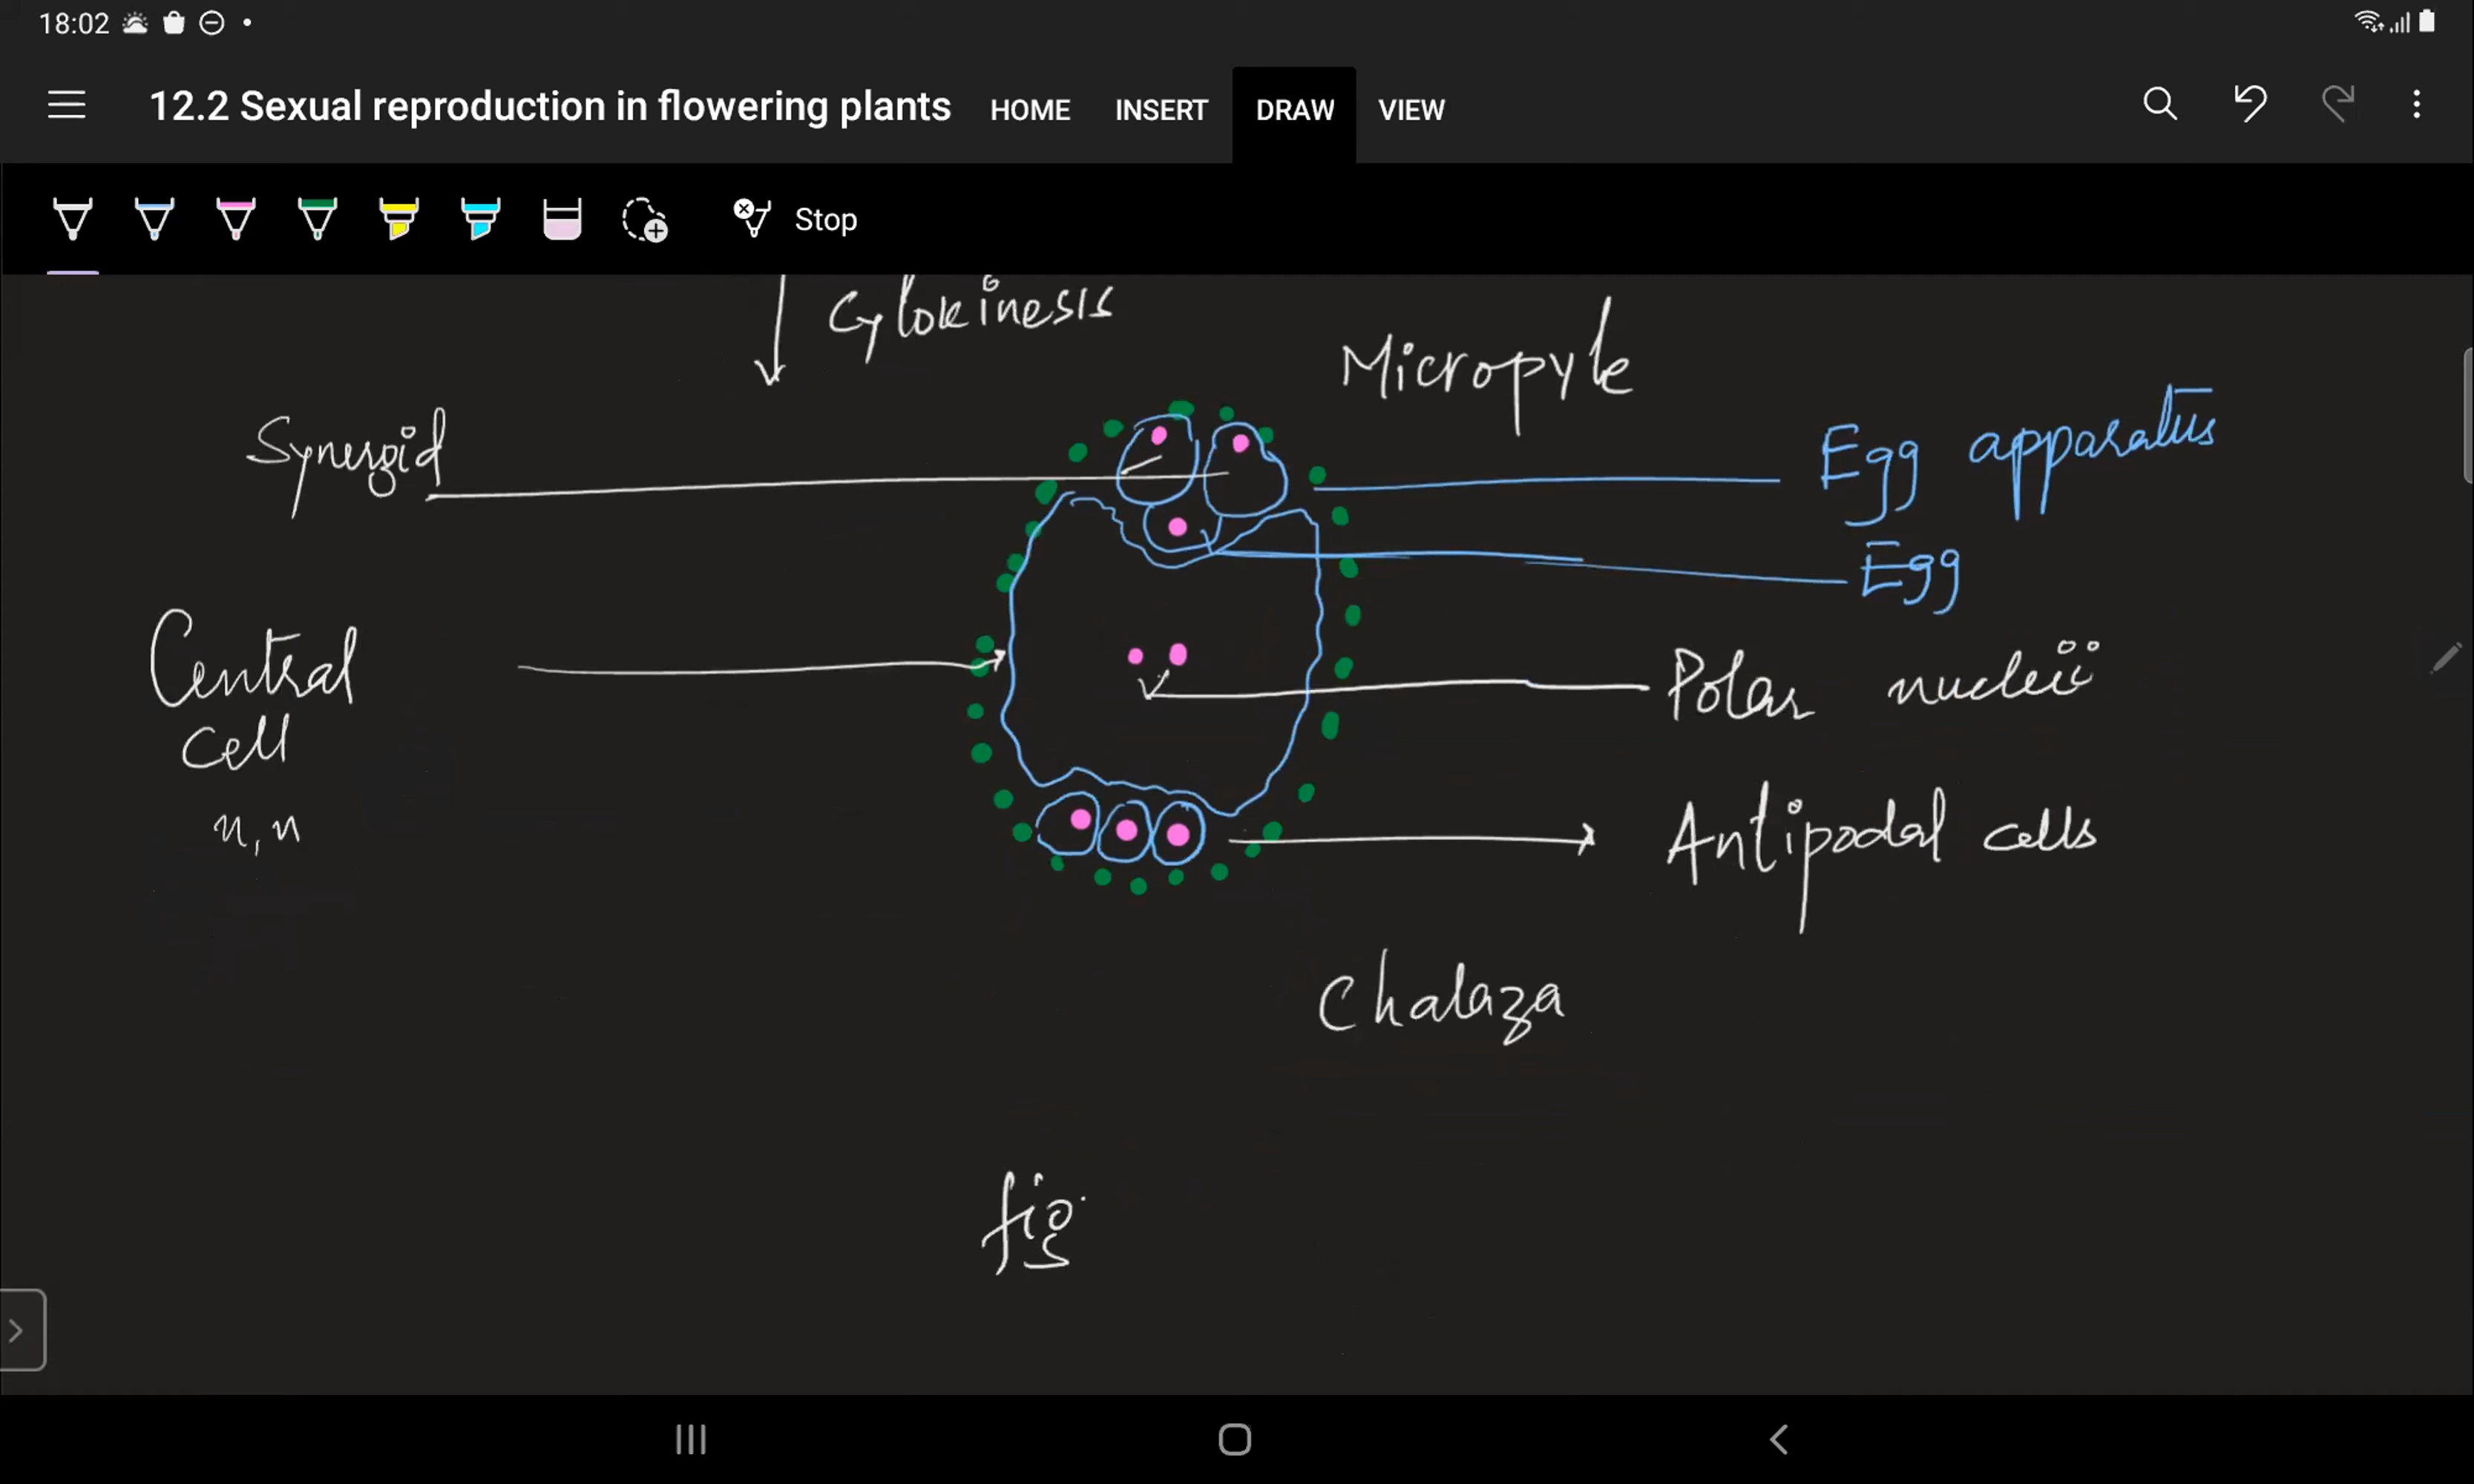 18:02
12.2 Sexual reproduction in flowering plants HOME INSERT DRAW VIEW
Stop
Cytokinesis
Micropyle
Synergid
Egg apparatus
Egg
Central
cell
n, n
Polar nucleii
Antipodal cells
Chalaza
fig